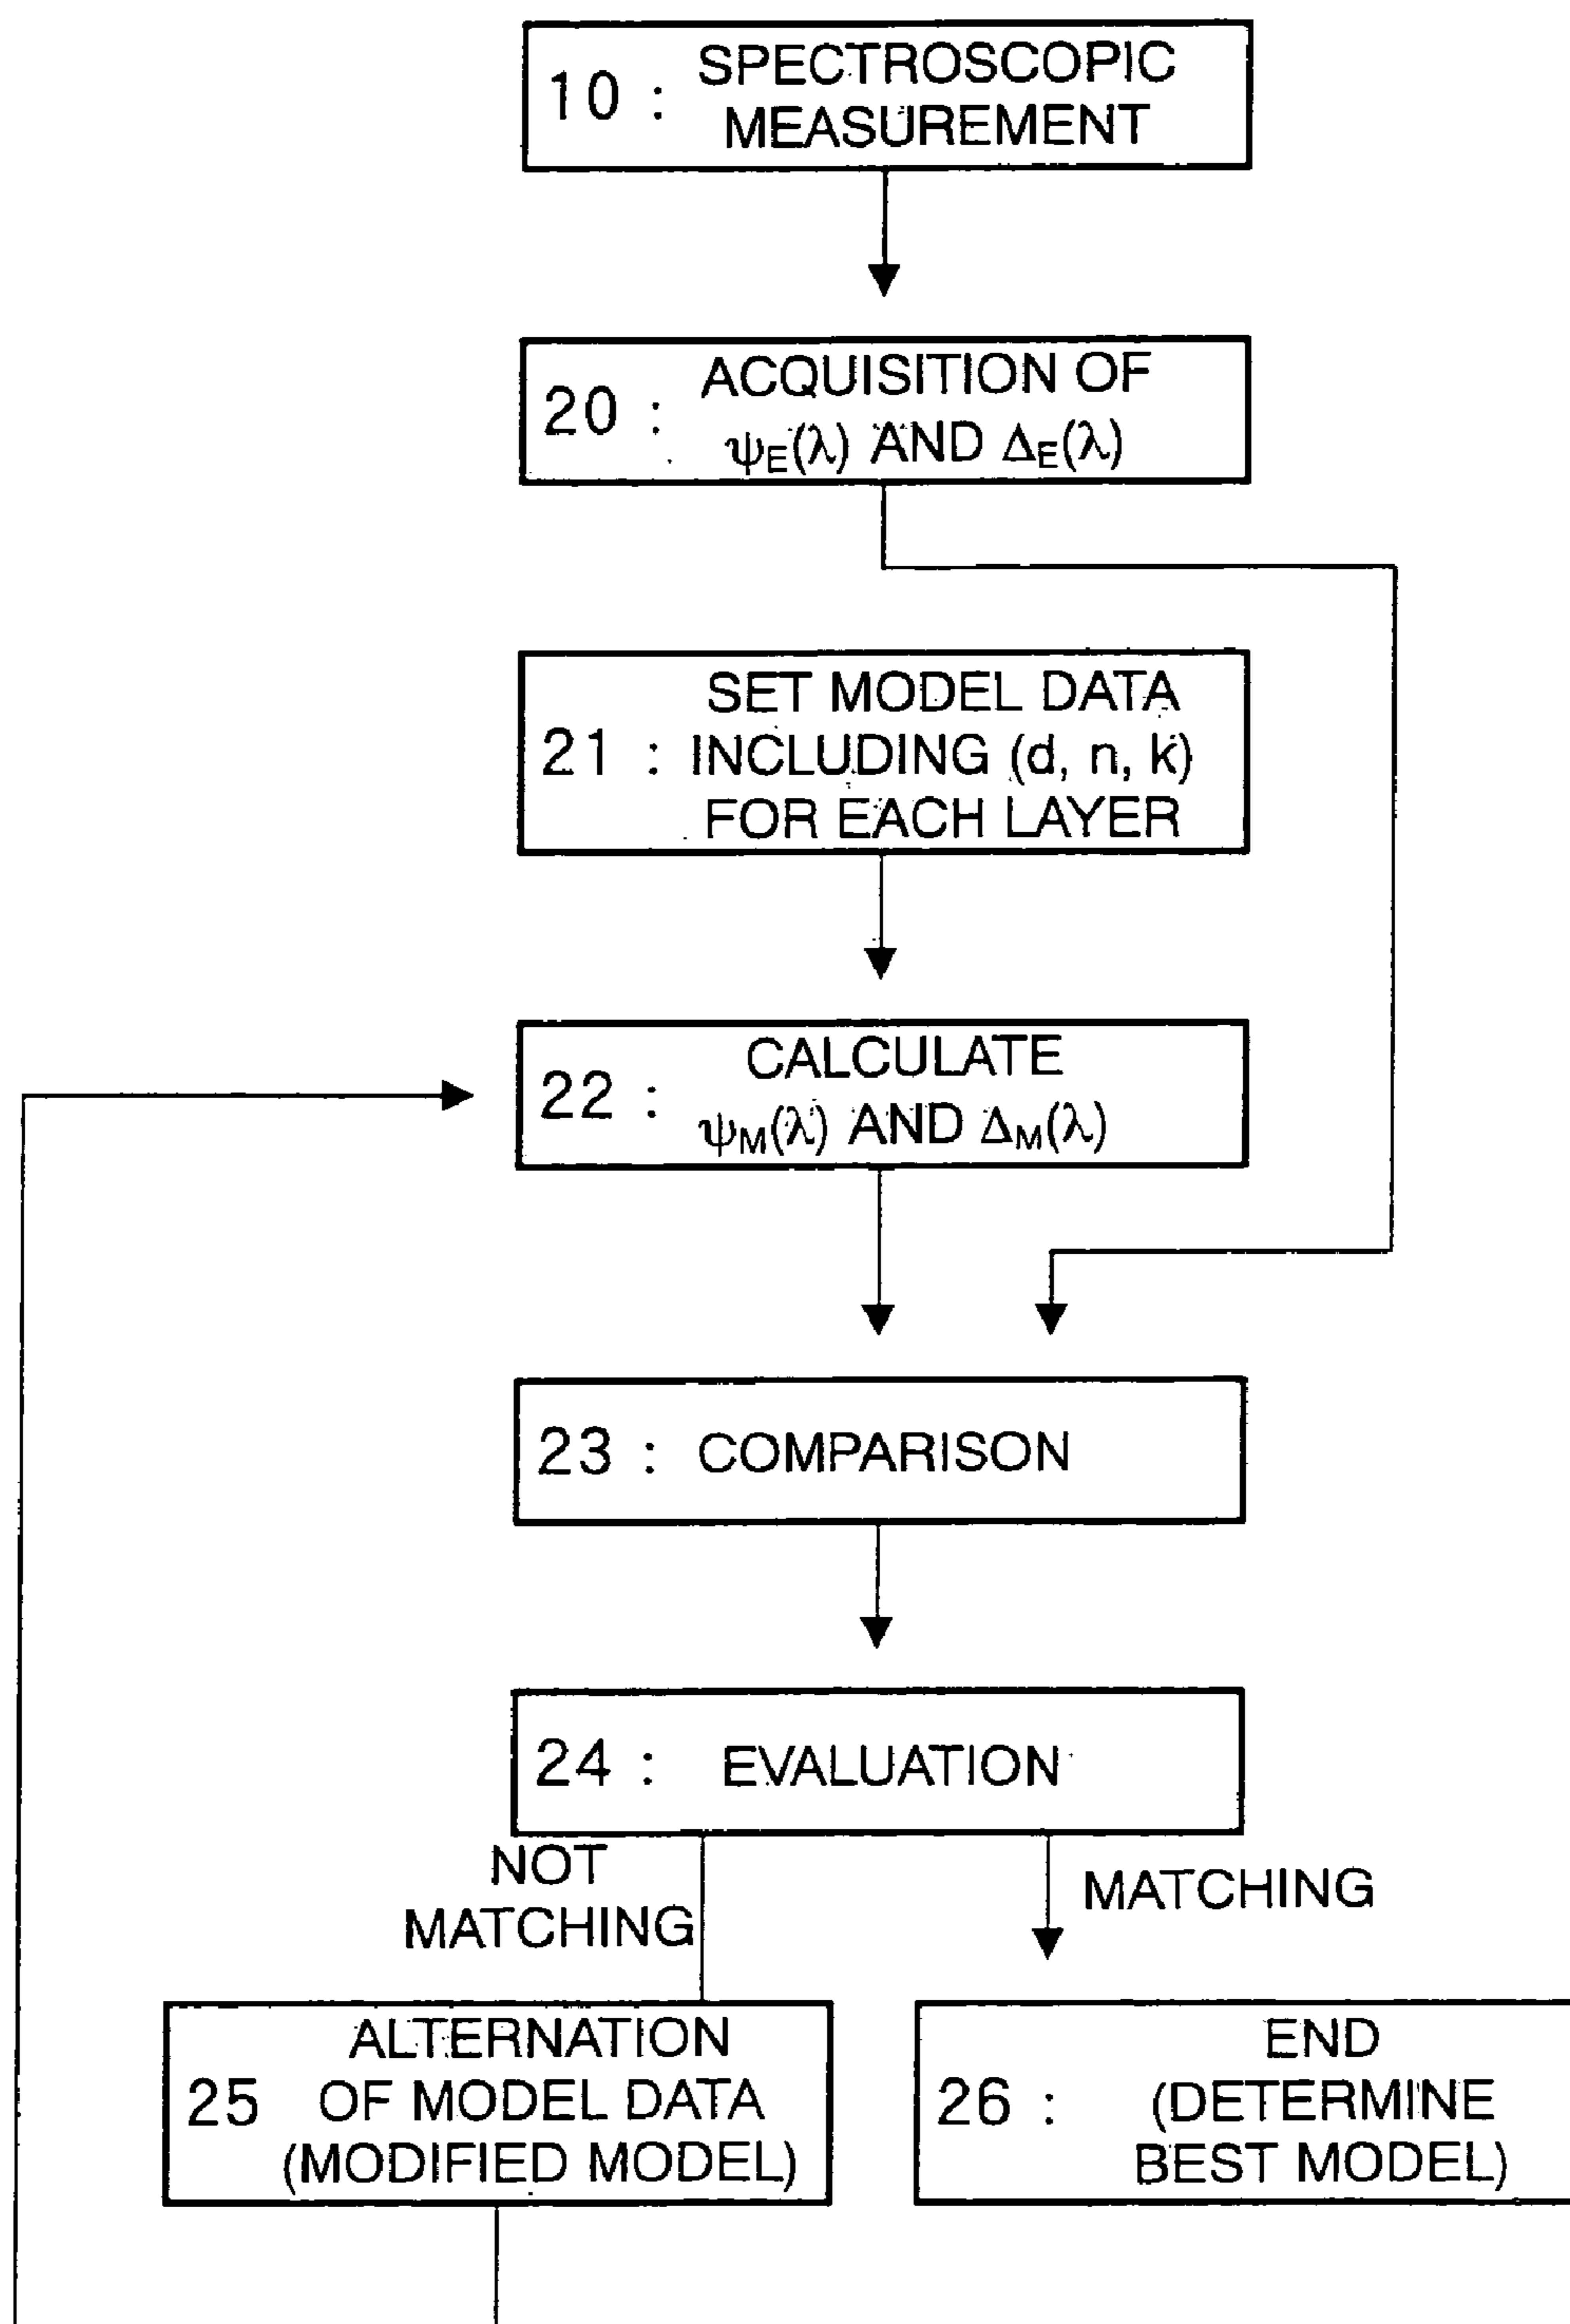 10 : SPECTROSCOPIC
MEASUREMENT
20 : ACQUISITION OF
ψE(λ) AND ΔE(λ)
SET MODEL DATA
21 : INCLUDING (d, n, k)
FOR EACH LAYER
22 : CALCULATE
ψM(λ) AND ΔM(λ)
23 : COMPARISON
24 : EVALUATION
NOT
MATCHING
MATCHING
ALTERNATION
25 OF MODEL DATA
(MODIFIED MODEL)
END
26 : (DETERMINE
BEST MODEL)